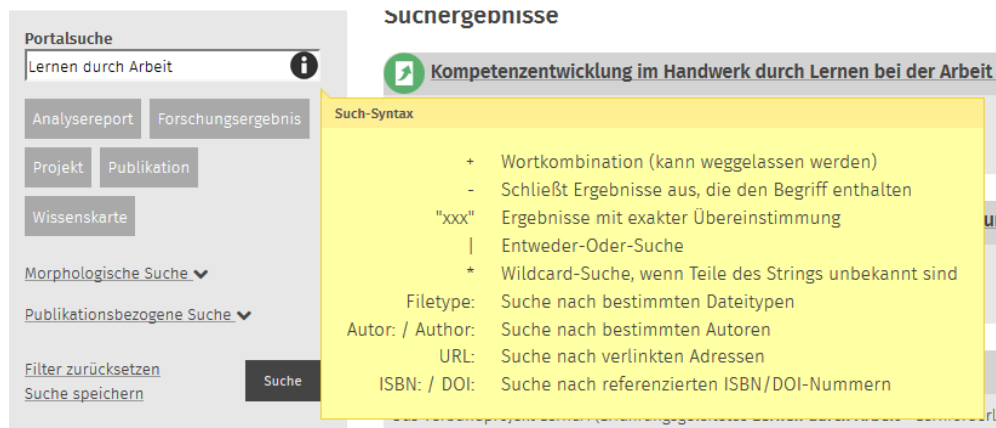 Suchergebnisse
Portalsuche
Lernen durch Arbeit
Kompetenzentwicklung im Handwerk durch Lernen bei der Arbeit
Analysereport Forschungsergebnis
Projekt Publikation
Wissenskarte
Morphologische Suche
Publikationsbezogene Suche
Filter zurücksetzen
Suche speichern
Suche
Such-Syntax
+ Wortkombination (kann weggelassen werden)
- Schließt Ergebnisse aus, die den Begriff enthalten
"xxx" Ergebnisse mit exakter Übereinstimmung
| Entweder-Oder-Suche
* Wildcard-Suche, wenn Teile des Strings unbekannt sind
Filetype: Suche nach bestimmten Dateitypen
Autor: / Author: Suche nach bestimmten Autoren
URL: Suche nach verlinkten Adressen
ISBN: / DOI: Suche nach referenzierten ISBN/DOI-Nummern